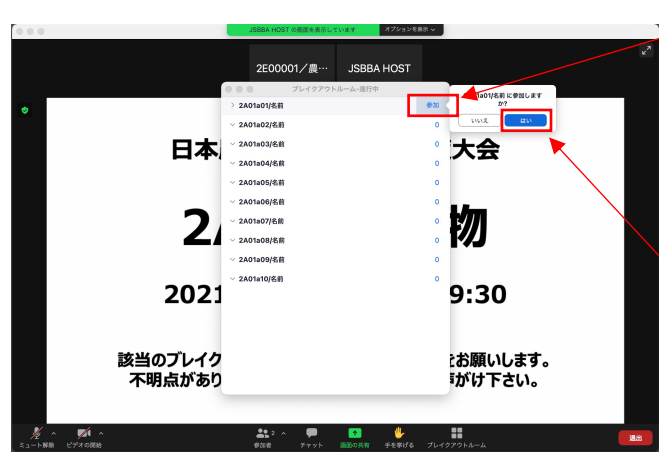 JSBBA HOST の画面を表示しています
オプションを表示
2E00001／農…
JSBBA HOST
ブレイクアウトルーム-進行中
2A01a01/名前
参加
a01/名前 に参加します
か?
いいえ
はい
2A01a02/名前 0
2A01a03/名前 0
2A01a04/名前 0
2A01a05/名前 0
2A01a06/名前 0
2A01a07/名前 0
2A01a08/名前 0
2A01a09/名前 0
2A01a10/名前 0
日本
大会
2
物
2021
9:30
該当のブレイク
をお願いします。
不明点があり
がけ下さい。
ミュート解除
ビデオの開始
2
参加者
チャット
画面の共有
手を挙げる
ブレイクアウトルーム
退出